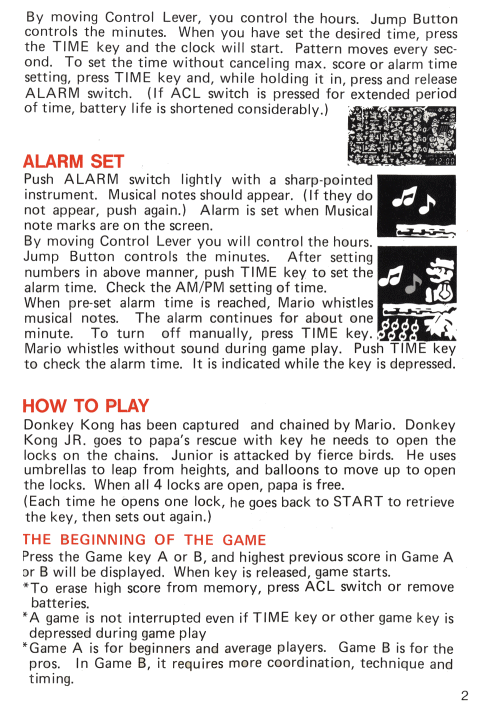 By moving Control Lever, you control the hours. Jump Button
controls the minutes. When you have set the desired time, press
the TIME key and the clock will start. Pattern moves every sec-
ond. To set the time without canceling max. score or alarm time
setting, press TIME key and, while holding it in, press and release
ALARM switch. (If ACL switch is pressed for extended period
of time, battery life is shortened considerably.)
12:00
ALARM SET
Push ALARM switch lightly with a sharp-pointed
instrument. Musical notes should appear. (If they do
not appear, push again.) Alarm is set when Musical
note marks are on the screen.
By moving Control Lever you will control the hours.
Jump Button controls the minutes. After setting
numbers in above manner, push TIME key to set the
alarm time. Check the AM/PM setting of time.
When pre-set alarm time is reached, Mario whistles
musical notes. The alarm continues for about one
minute. To turn off manually, press TIME key.
Mario whistles without sound during game play. Push TIME key
to check the alarm time. It is indicated while the key is depressed.
HOW TO PLAY
Donkey Kong has been captured and chained by Mario. Donkey
Kong JR. goes to papa's rescue with key he needs to open the
locks on the chains. Junior is attacked by fierce birds. He uses
umbrellas to leap from heights, and balloons to move up to open
the locks. When all 4 locks are open, papa is free.
(Each time he opens one lock, he goes back to START to retrieve
the key, then sets out again.)
THE BEGINNING OF THE GAME
Press the Game key A or B, and highest previous score in Game A
or B will be displayed. When key is released, game starts.
*To erase high score from memory, press ACL switch or remove
batteries.
*A game is not interrupted even if TIME key or other game key is
depressed during game play
*Game A is for beginners and average players. Game B is for the
pros. In Game B, it requires more coordination, technique and
timing.
2